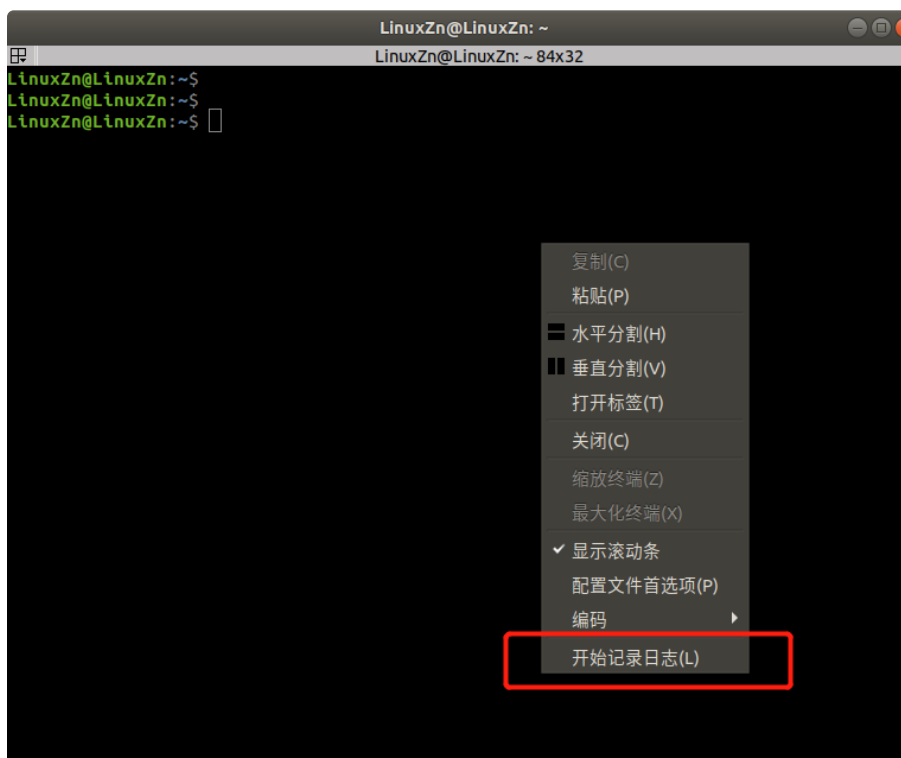 LinuxZn@LinuxZn: ~
LinuxZn@LinuxZn: ~ 84x32
LinuxZn@LinuxZn:~$
LinuxZn@LinuxZn:~$
LinuxZn@LinuxZn:~$
复制(C)
粘贴(P)
水平分割(H)
垂直分割(V)
打开标签(T)
关闭(C)
缩放终端(Z)
最大化终端(X)
显示滚动条
配置文件首选项(P)
编码
开始记录日志(L)